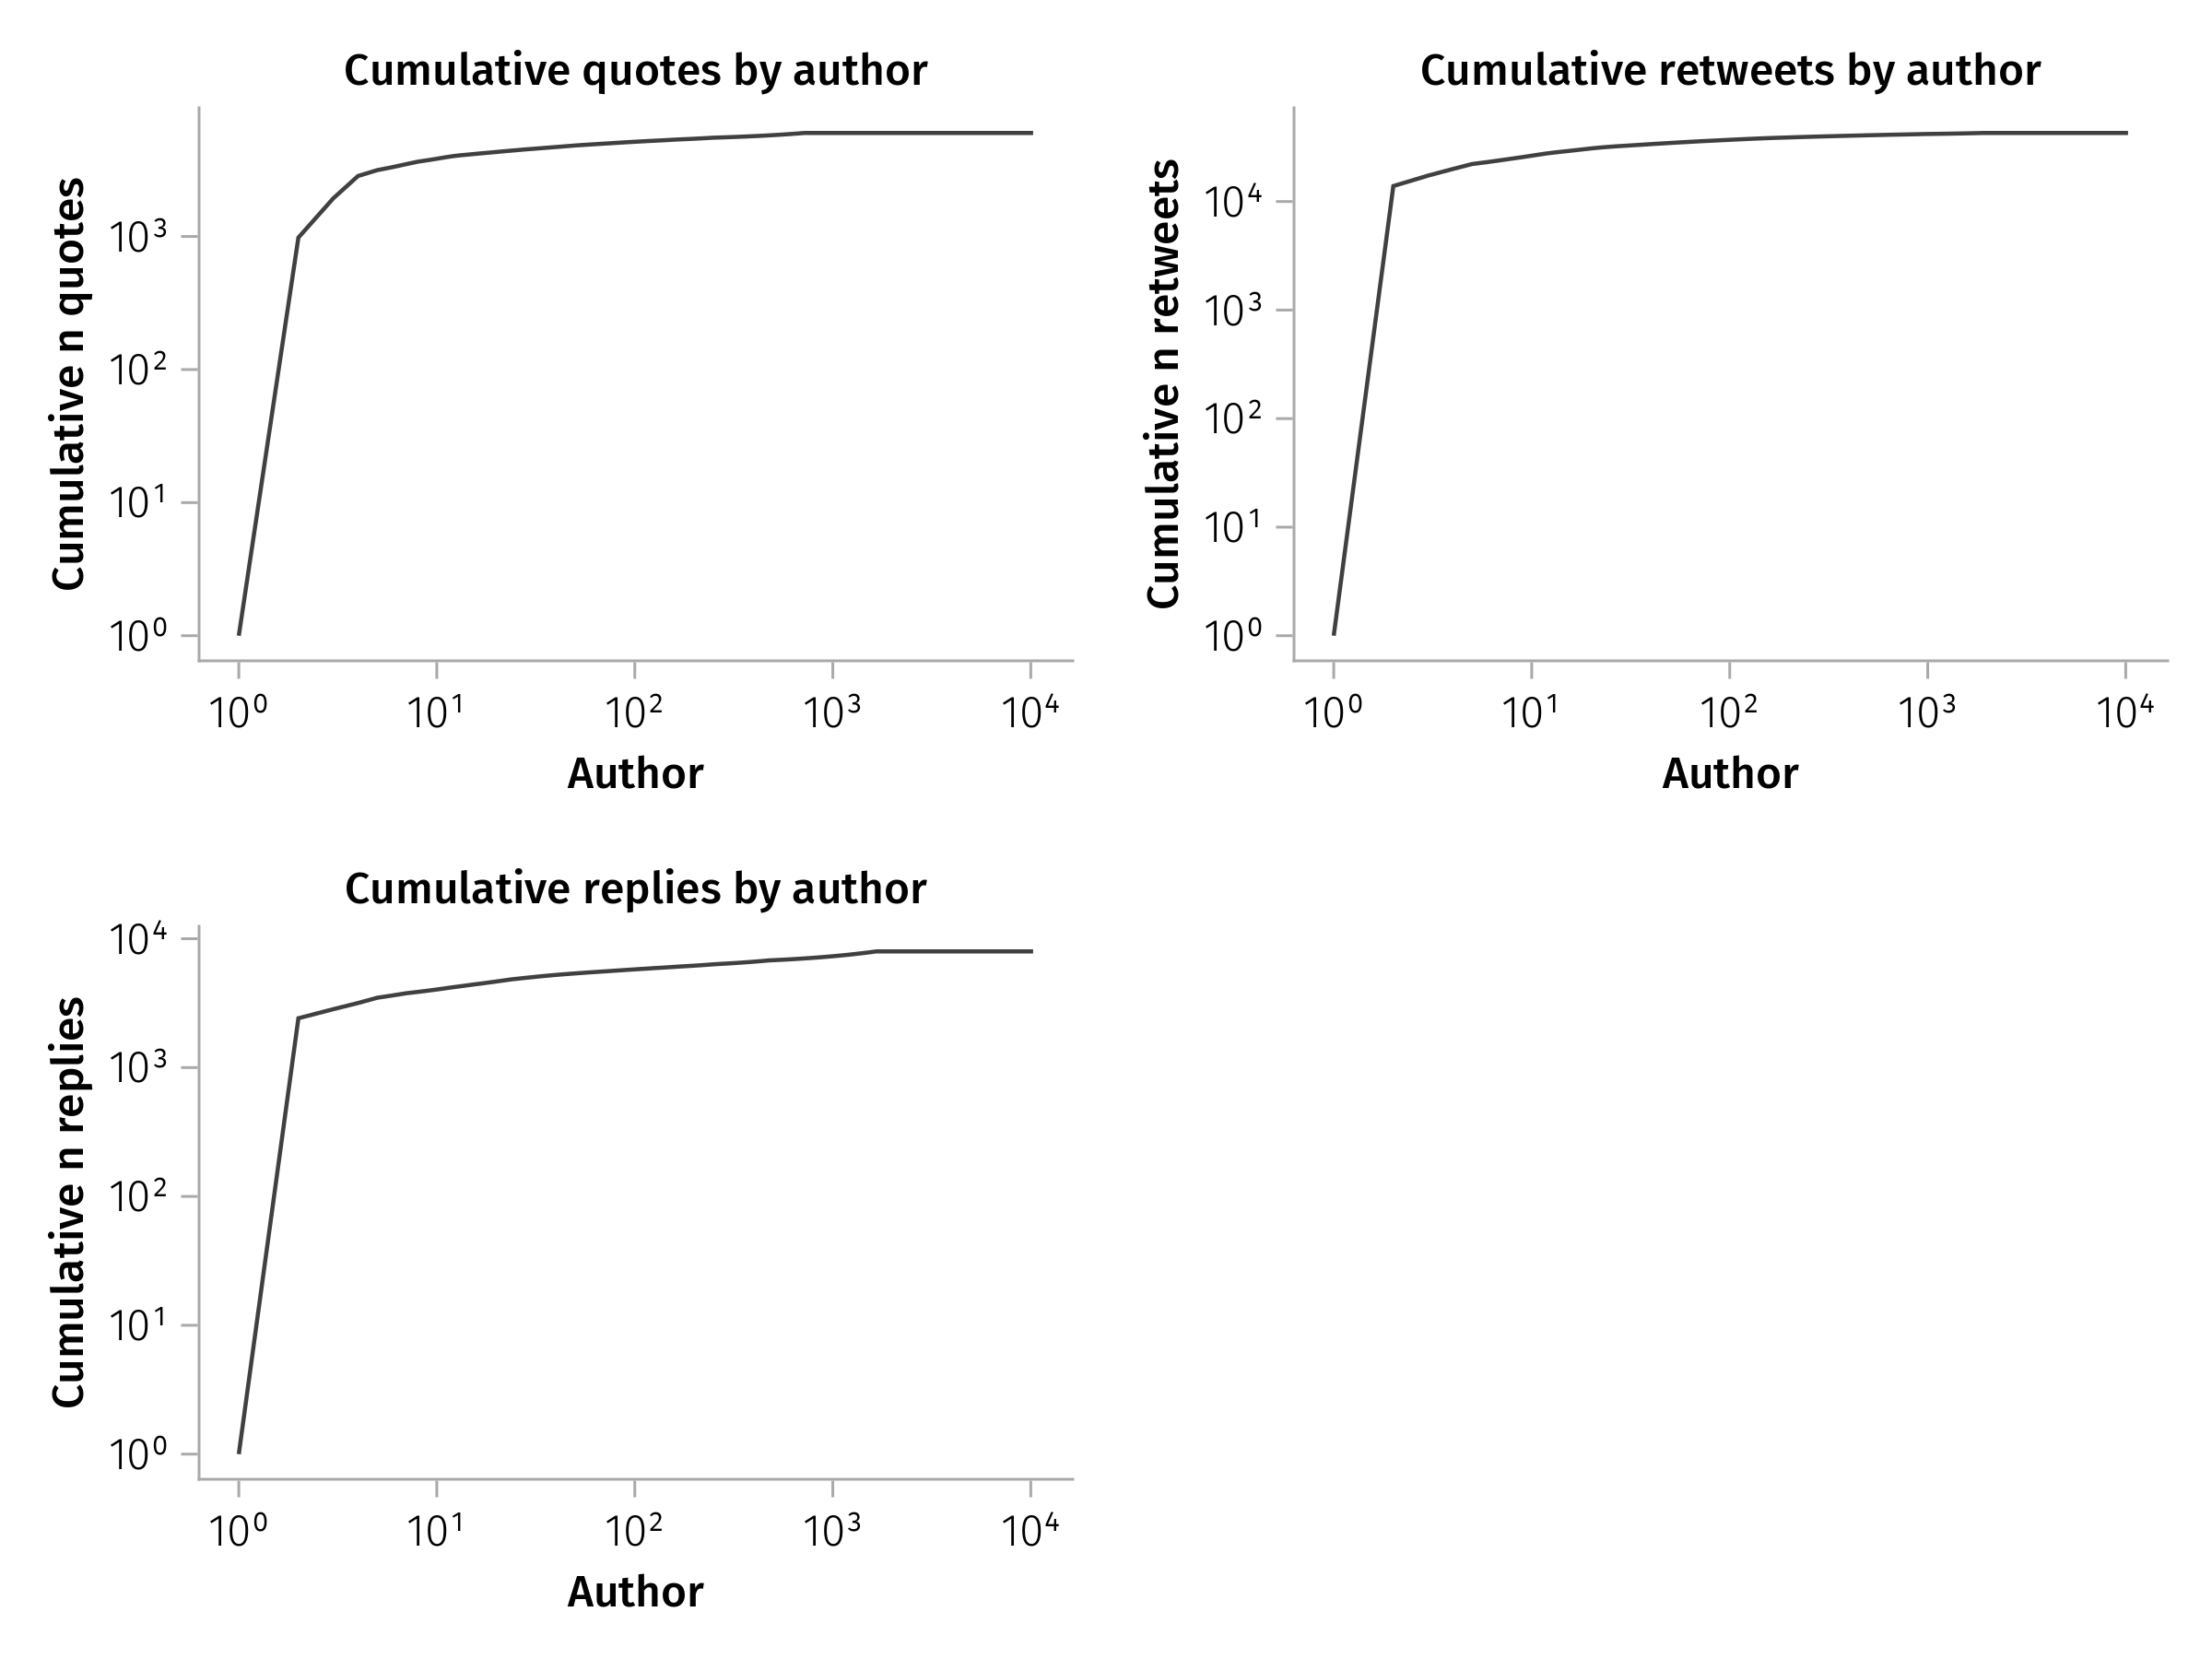 Cumulative quotes by author
Cumulative n quotes
10³
10²
10¹
10⁰
10⁰ 10¹ 10² 10³ 10⁴
Author
Cumulative retweets by author
Cumulative n retweets
10⁴
10³
10²
10¹
10⁰
10⁰ 10¹ 10² 10³ 10⁴
Author
Cumulative replies by author
Cumulative n replies
10⁴
10³
10²
10¹
10⁰
10⁰ 10¹ 10² 10³ 10⁴
Author